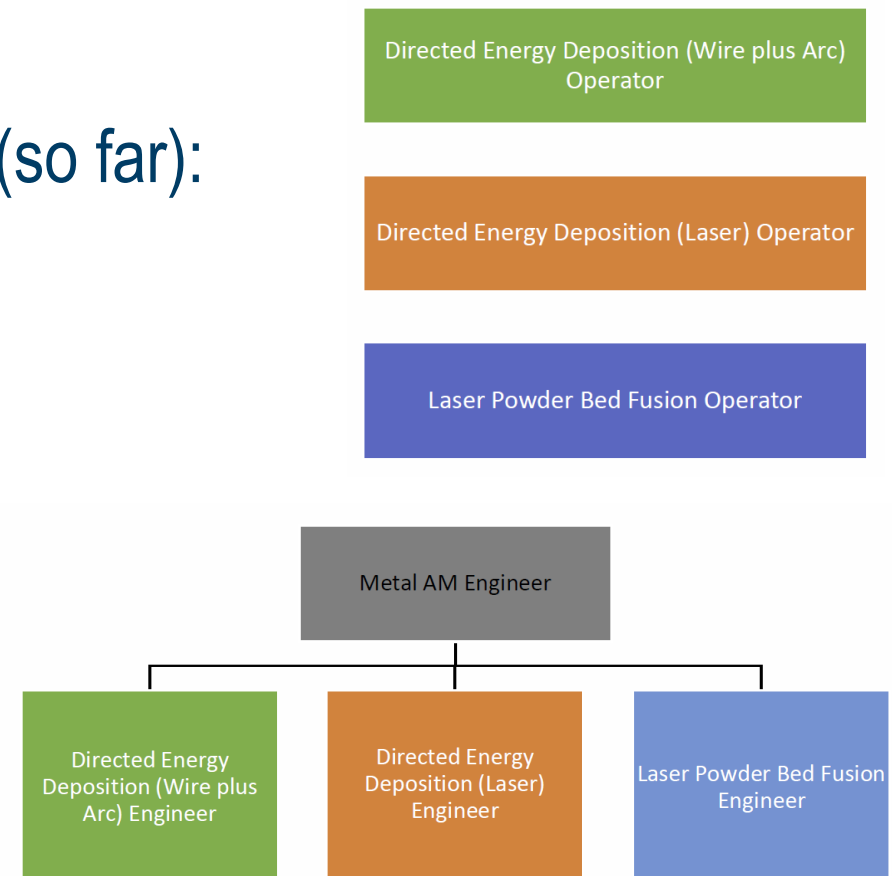 Directed Energy Deposition (Wire plus Arc)
Operator
(so far):
Directed Energy Deposition (Laser) Operator
Laser Powder Bed Fusion Operator
Metal AM Engineer
Directed Energy
Deposition (Wire plus
Arc) Engineer
Directed Energy
Deposition (Laser)
Engineer
Laser Powder Bed Fusion
Engineer